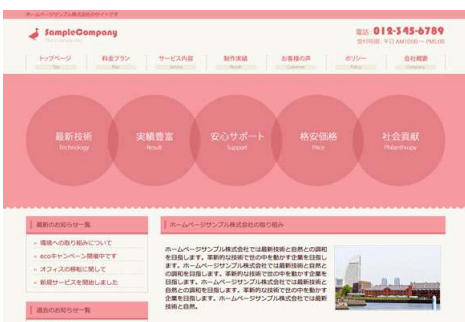 ホームページサンプル株式会社のサイトです
SampleCompany
電話:012-345-6789
受付時間:平日 AM10:00 ~ PM5:00
トップページ
料金プラン
サービス内容
制作実績
お客様の声
ポリシー
会社概要
Top
Plan
Service
Result
Customer
Policy
Company
最新技術
Technology
実績豊富
Result
安心サポート
Support
格安価格
Price
社会貢献
Philanthropy
最新のお知らせ一覧
環境への取り組みについて
ecoキャンペーン開催中です
オフィスの移転に関して
新規サービスを開始しました
過去のお知らせ一覧
ホームページサンプル株式会社の取り組み
ホームページサンプル株式会社では最新技術と自然との調和
を目指します。革新的な技術で世の中を動かす企業を目指し
ます。ホームページサンプル株式会社では最新技術と自然と
の調和を目指します。革新的な技術で世の中を動かす企業を
目指します。ホームページサンプル株式会社では最新技術と
自然との調和を目指します。革新的な技術で世の中を動かす
企業を目指します。ホームページサンプル株式会社では最新
技術と自然。